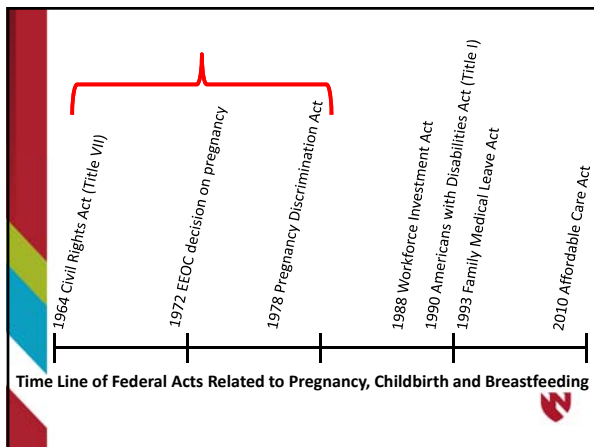 1964 Civil Rights Act (Title VII)
1972 EEOC decision on pregnancy
1978 Pregnancy Discrimination Act
1988 Workforce Investment Act
1990 Americans with Disabilities Act (Title I)
1993 Family Medical Leave Act
2010 Affordable Care Act
Time Line of Federal Acts Related to Pregnancy, Childbirth and Breastfeeding